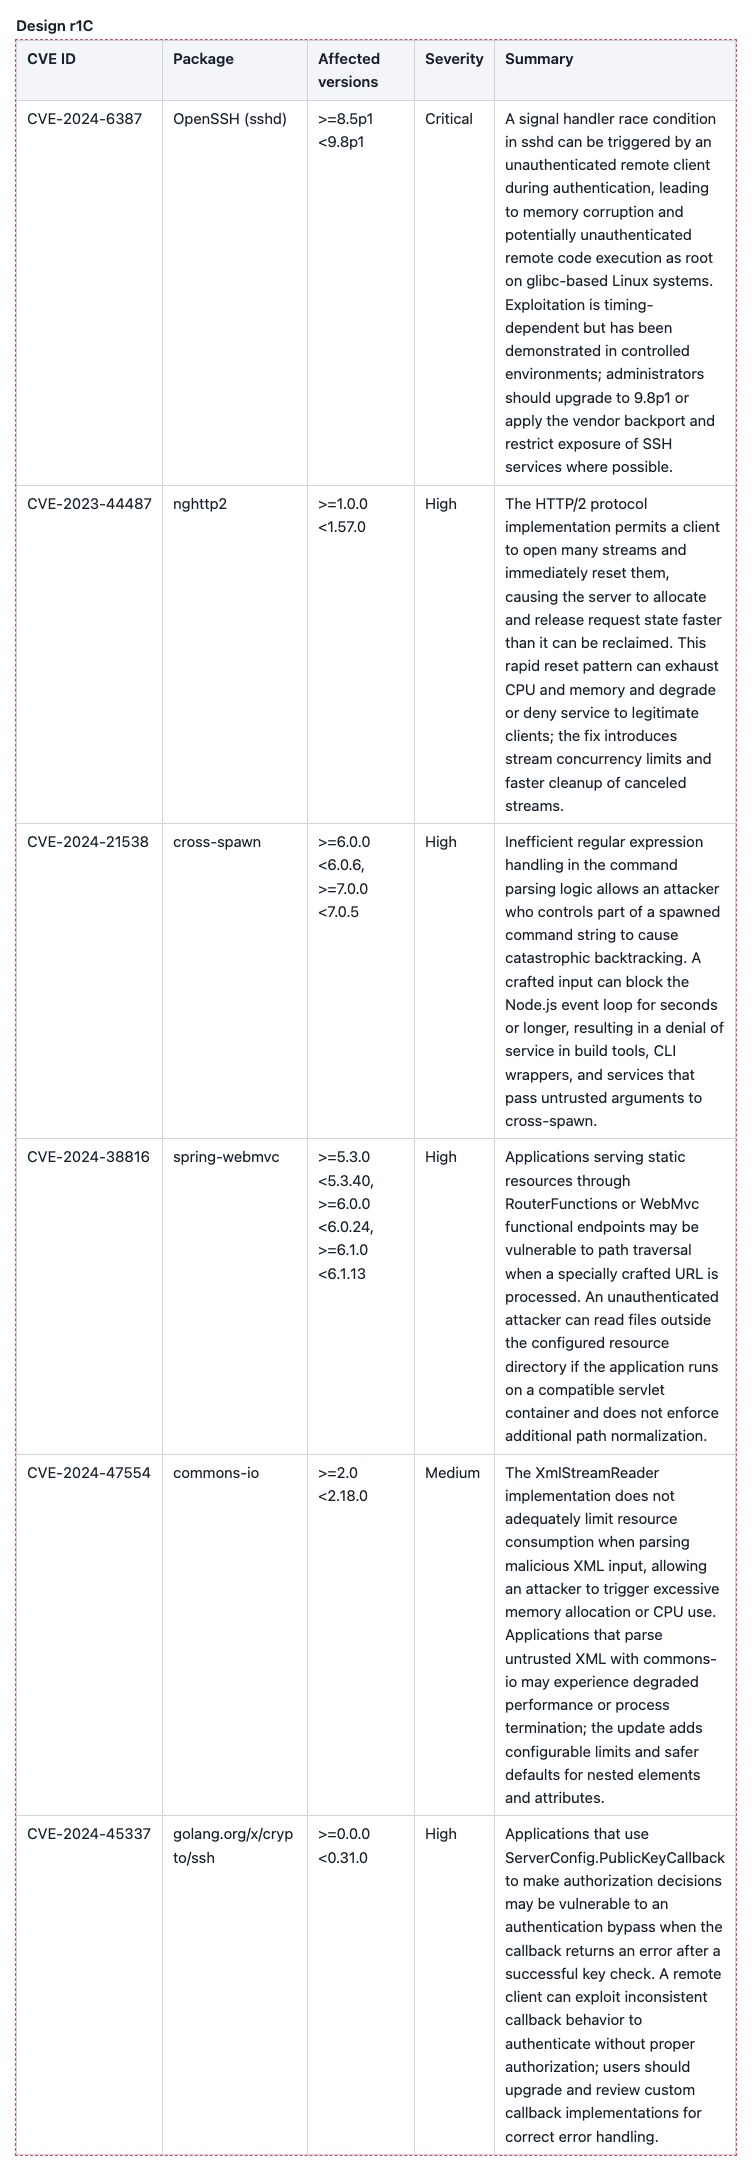 Design r1C
CVE ID Package Affected versions Severity Summary
CVE-2024-6387 OpenSSH (sshd) >=8.5p1 Critical A signal handler race condition
<9.8p1 in sshd can be triggered by an
unauthenticated remote client
during authentication, leading
to memory corruption and
potentially unauthenticated
remote code execution as root
on glibc-based Linux systems.
Exploitation is timing-
dependent but has been
demonstrated in controlled
environments; administrators
should upgrade to 9.8p1 or
apply the vendor backport and
restrict exposure of SSH
services where possible.
CVE-2023-44487 nghttp2 >=1.0.0 High The HTTP/2 protocol
<1.57.0 implementation permits a client
to open many streams and
immediately reset them,
causing the server to allocate
and release request state faster
than it can be reclaimed. This
rapid reset pattern can exhaust
CPU and memory and degrade
or deny service to legitimate
clients; the fix introduces
stream concurrency limits and
faster cleanup of canceled
streams.
CVE-2024-21538 cross-spawn >=6.0.0 High Inefficient regular expression
<6.0.6, handling in the command
>=7.0.0 parsing logic allows an attacker
<7.0.5 who controls part of a spawned
command string to cause
catastrophic backtracking. A
crafted input can block the
Node.js event loop for seconds
or longer, resulting in a denial of
service in build tools, CLI
wrappers, and services that
pass untrusted arguments to
cross-spawn.
CVE-2024-38816 spring-webmvc >=5.3.0 High Applications serving static
<5.3.40, resources through
>=6.0.0 RouterFunctions or WebMvc
<6.0.24, functional endpoints may be
>=6.1.0 vulnerable to path traversal
<6.1.13 when a specially crafted URL is
processed. An unauthenticated
attacker can read files outside
the configured resource
directory if the application runs
on a compatible servlet
container and does not enforce
additional path normalization.
CVE-2024-47554 commons-io >=2.0 Medium The XmlStreamReader
<2.18.0 implementation does not
adequately limit resource
consumption when parsing
malicious XML input, allowing
an attacker to trigger excessive
memory allocation or CPU use.
Applications that parse
untrusted XML with commons-
io may experience degraded
performance or process
termination; the update adds
configurable limits and safer
defaults for nested elements
and attributes.
CVE-2024-45337 golang.org/x/cryp >=0.0.0 High Applications that use
to/ssh <0.31.0 ServerConfig.PublicKeyCallback
to make authorization decisions
may be vulnerable to an
authentication bypass when the
callback returns an error after a
successful key check. A remote
client can exploit inconsistent
callback behavior to
authenticate without proper
authorization; users should
upgrade and review custom
callback implementations for
correct error handling.